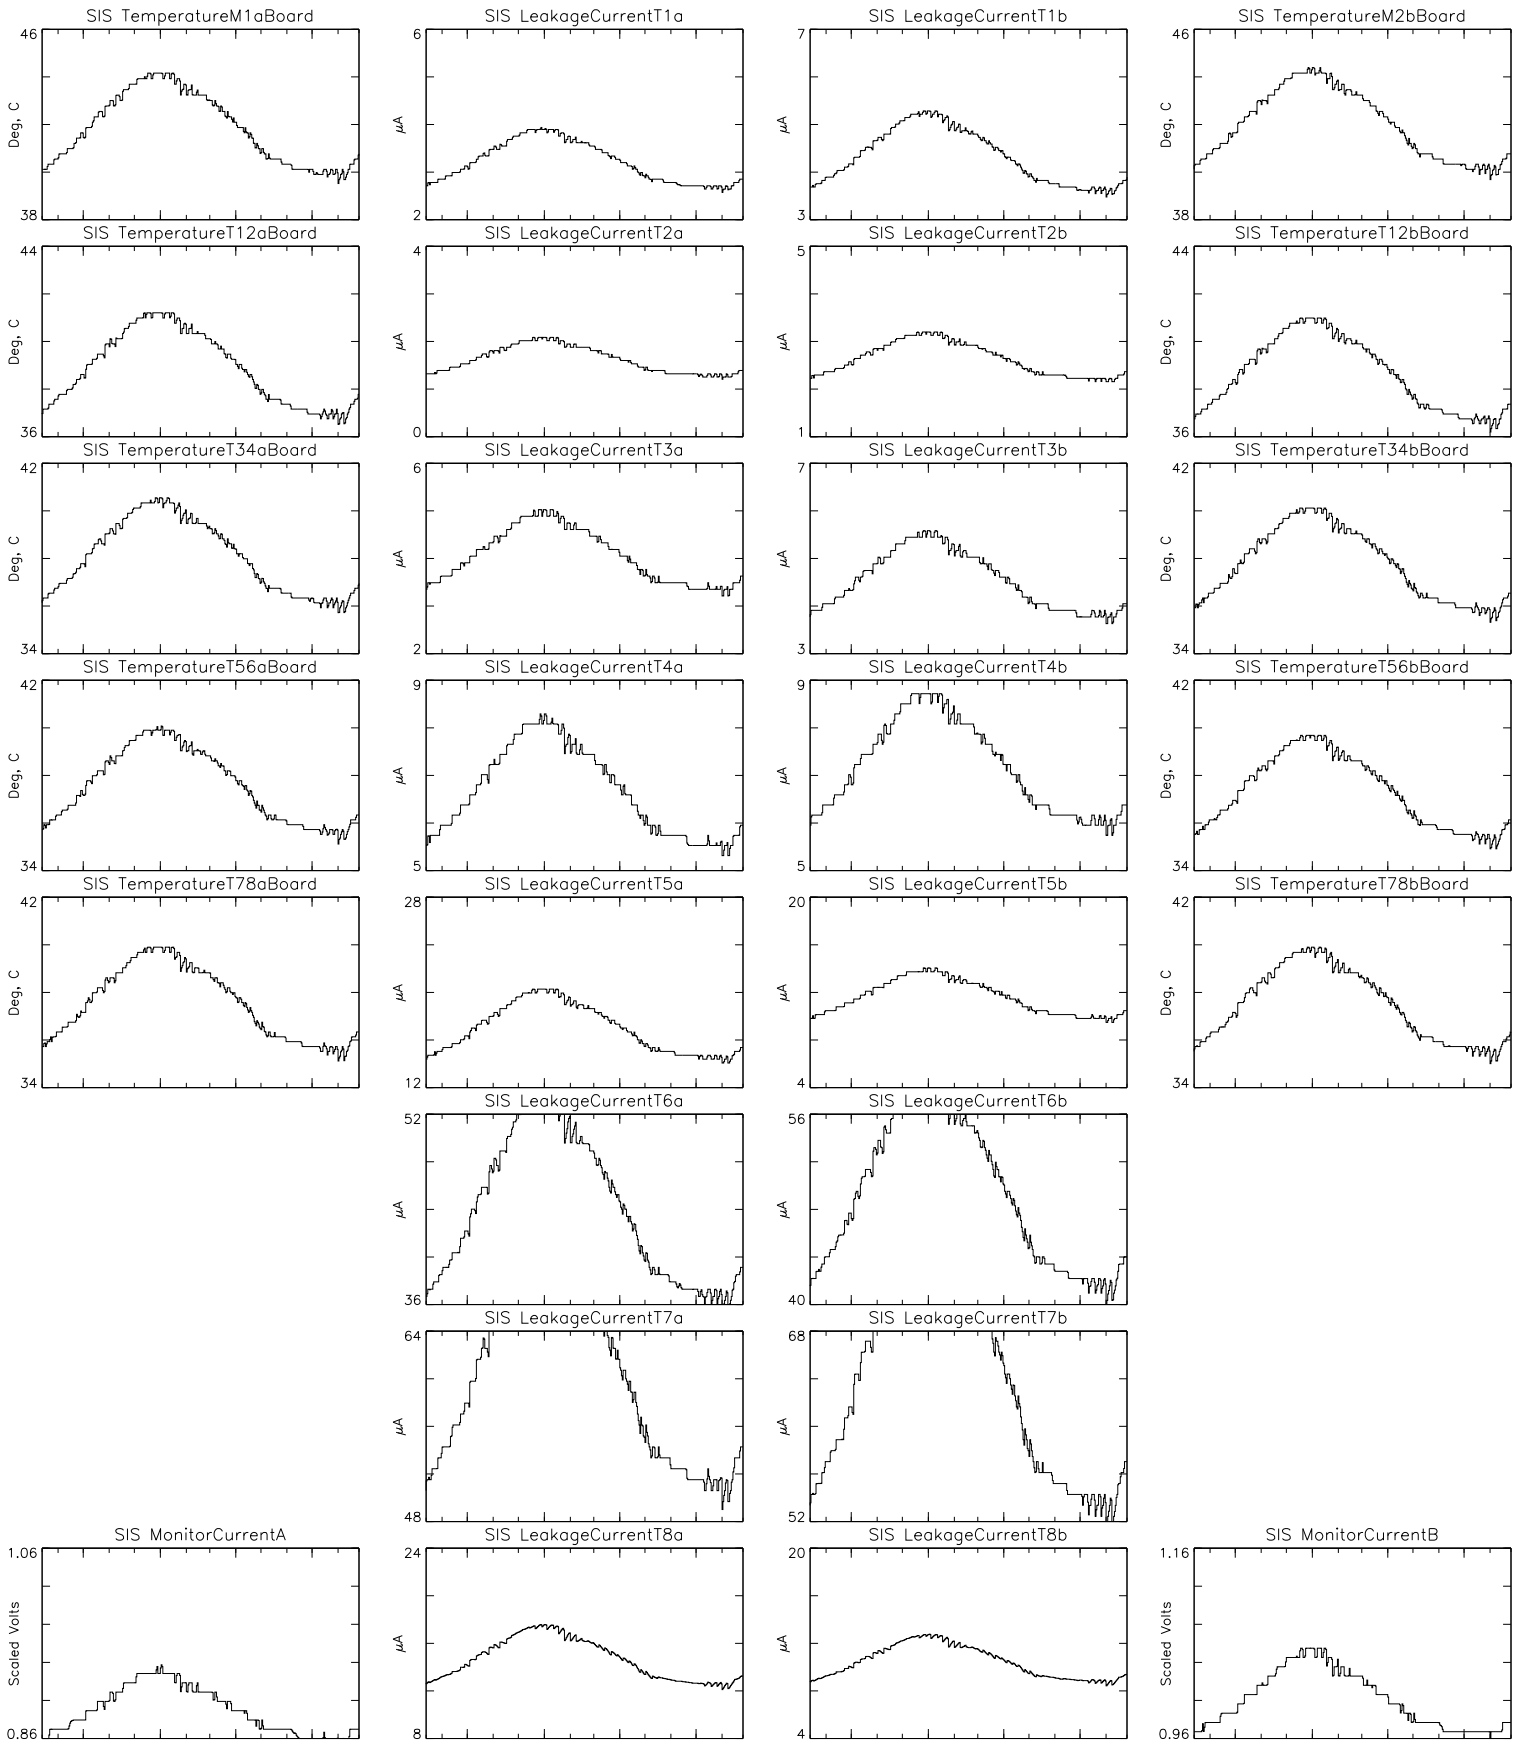 SIS TemperatureM1aBoard SIS LeakageCurrentT1a SIS LeakageCurrentT1b SIS TemperatureM2bBoard
46 6 7 46
Deg, C µA µA Deg, C
38 2 3 38
SIS TemperatureT12aBoard SIS LeakageCurrentT2a SIS LeakageCurrentT2b SIS TemperatureT12bBoard
44 4 5 44
Deg, C µA µA Deg, C
36 0 1 36
SIS TemperatureT34aBoard SIS LeakageCurrentT3a SIS LeakageCurrentT3b SIS TemperatureT34bBoard
42 6 7 42
Deg, C µA µA Deg, C
34 2 3 34
SIS TemperatureT56aBoard SIS LeakageCurrentT4a SIS LeakageCurrentT4b SIS TemperatureT56bBoard
42 9 9 42
Deg, C µA µA Deg, C
34 5 5 34
SIS TemperatureT78aBoard SIS LeakageCurrentT5a SIS LeakageCurrentT5b SIS TemperatureT78bBoard
42 28 20 42
Deg, C µA µA Deg, C
34 12 4 34
SIS LeakageCurrentT6a SIS LeakageCurrentT6b
52 56
µA µA
36 40
SIS LeakageCurrentT7a SIS LeakageCurrentT7b
64 68
µA µA
48 52
SIS MonitorCurrentA SIS LeakageCurrentT8a SIS LeakageCurrentT8b SIS MonitorCurrentB
1.06 24 20 1.16
Scaled Volts µA µA Scaled Volts
0.86 8 4 0.96